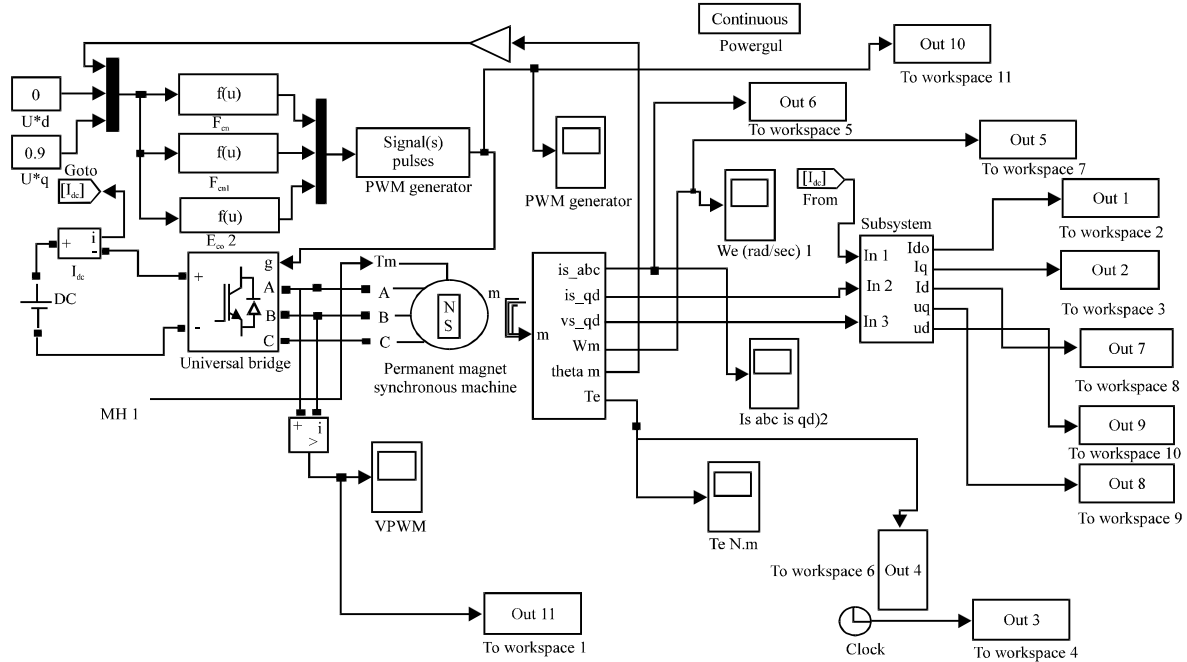 Continuous
Powergul
Out 10
To workspace 11
0
U*d
0.9
U*q
f(u)
F
f(u)
F
f(u)
2
Signal(s)
pulses
PWM generator
PWM generator
Out 6
To workspace 5
Out 5
To workspace 7
We (rad/sec) 1
Goto
[Idc]
[Idc]
From
Subsystem
In 1
In 2
In 3
Ido
Iq
Id
uq
ud
Out 1
To workspace 2
Out 2
To workspace 3
Out 7
To workspace 8
Out 9
To workspace 10
Out 8
To workspace 9
+
i
-
Idc
DC
+
-
g
A
B
C
Universal bridge
Tm
A
B
C
N
S
m
Permanent magnet
synchronous machine
m
is_abc
is_qd
vs_qd
Wm
theta m
Te
Is abc is qd)2
MH 1
+
i
>
VPWM
Te N.m
To workspace 6
Out 4
Out 11
To workspace 1
Clock
Out 3
To workspace 4